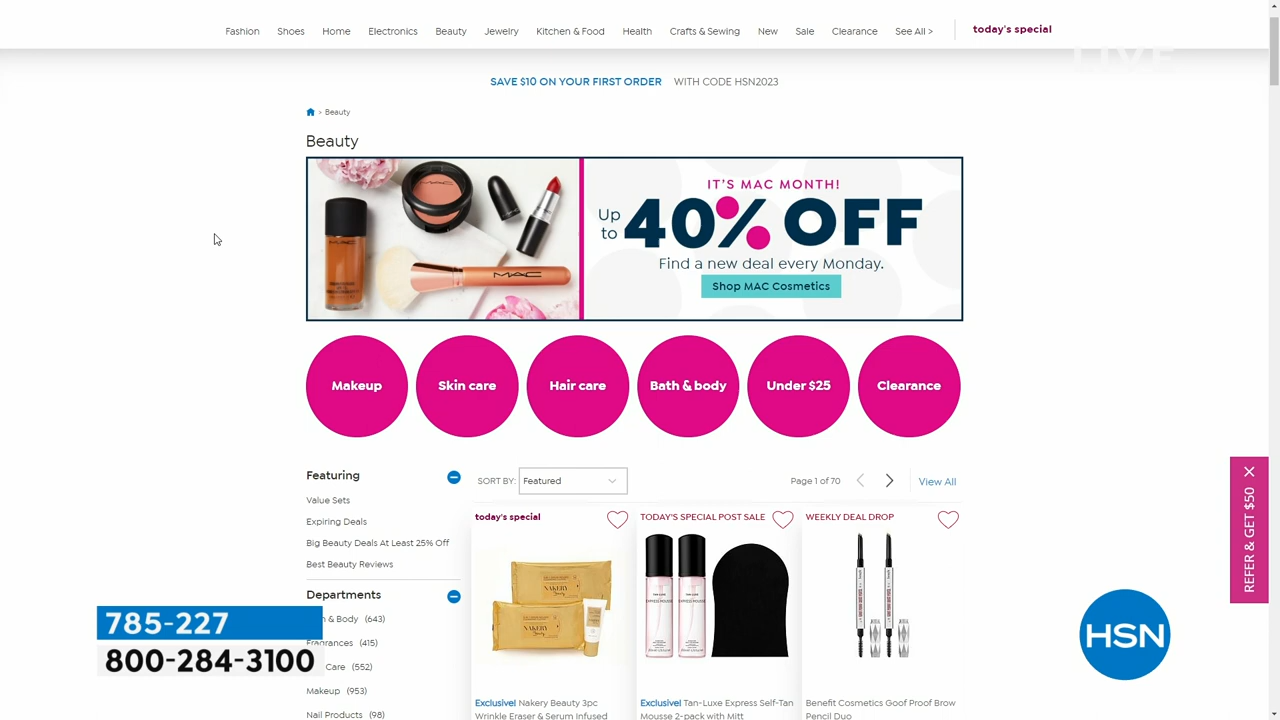 Fashion Shoes Home Electronics Beauty Jewelry Kitchen & Food Health Crafts & Sewing New Sale Clearance See All > today's special
LIVE
SAVE $10 ON YOUR FIRST ORDER WITH CODE HSN2023
> Beauty
Beauty
IT'S MAC MONTH!
Up to 40% OFF
Find a new deal every Monday.
Shop MAC Cosmetics
MAC
MAC
Makeup Skin care Hair care Bath & body Under $25 Clearance
Featuring
Value Sets
Expiring Deals
Big Beauty Deals At Least 25% Off
Best Beauty Reviews
Departments
& Body (643)
Fragrances (415)
Care (552)
Makeup (953)
Nail Products (98)
SORT BY: Featured
Page 1 of 70
View All
today's special
NAKERY
Beauty
Exclusive! Nakery Beauty 3pc
Wrinkle Eraser & Serum Infused
TODAY'S SPECIAL POST SALE
Exclusive! Tan-Luxe Express Self-Tan
Mousse 2-pack with Mitt
WEEKLY DEAL DROP
Benefit Cosmetics Goof Proof Brow
Pencil Duo
REFER & GET $50
785-227
800-284-3100
HSN